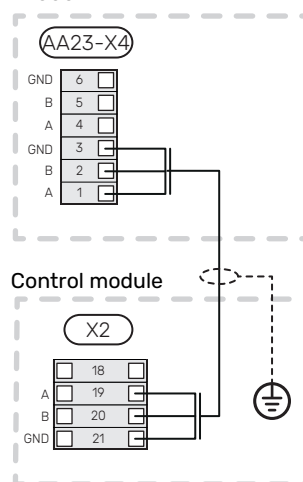 AA23-X4
GND 6
B 5
A 4
GND 3
B 2
A 1
Control module
X2
18
A 19
B 20
GND 21